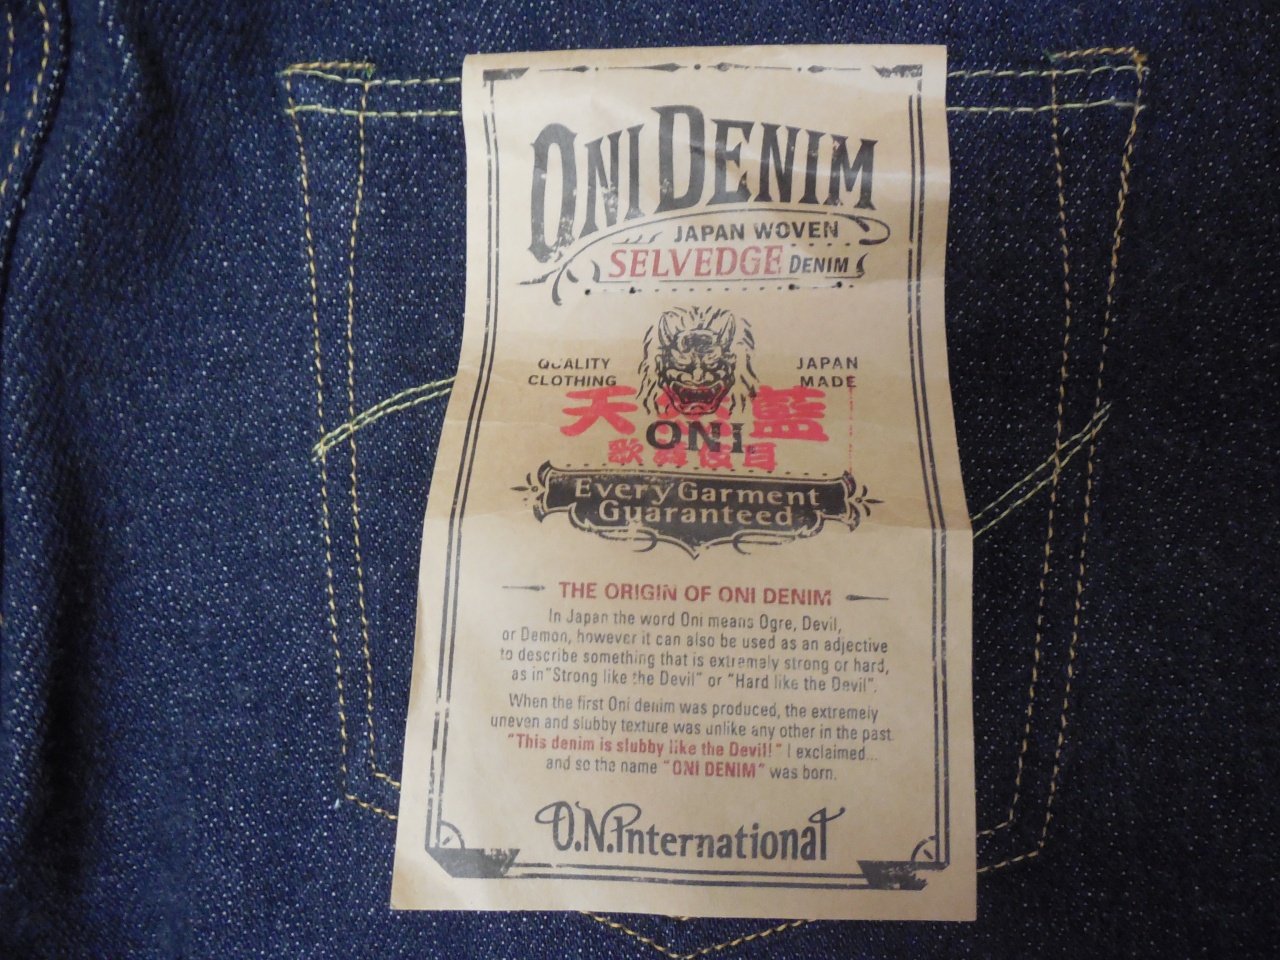 ONI DENIM
JAPAN WOVEN
SELVEDGE DENIM
QUALITY CLOTHING
JAPAN MADE
天 藍
ONI
歌舞伎
Every Garment
Guaranteed
THE ORIGIN OF ONI DENIM
In Japan the word Oni means Ogre, Devil,
or Demon, however it can also be used as an adjective
to describe something that is extremely strong or hard,
as in "Strong like the Devil" or "Hard like the Devil".
When the first Oni denim was produced, the extremely
uneven and slubby texture was unlike any other in the past.
"This denim is slubby like the Devil!" I exclaimed...
and so the name "ONI DENIM" was born.
O.N.International